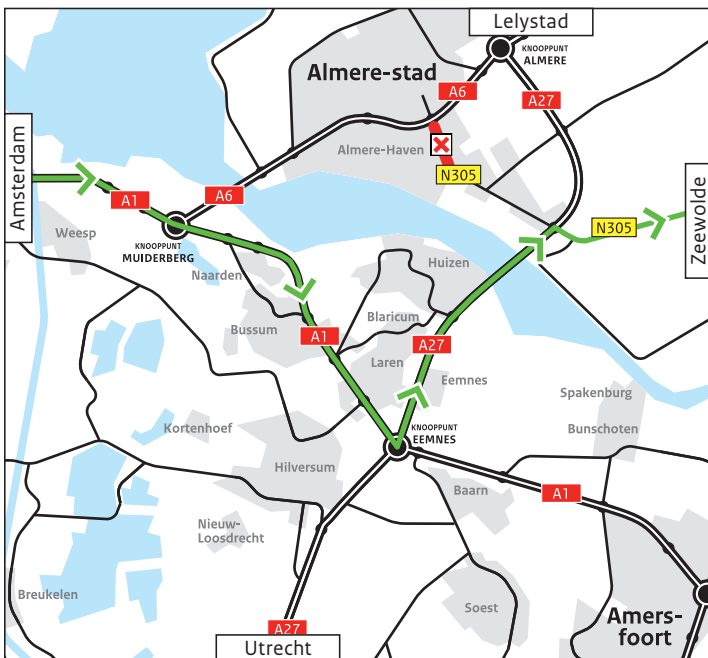 Lelystad
KNOOPPUNT
ALMERE
Almere-stad
A6
A27
Almere-Haven
N305
Amsterdam
A1
A6
Weesp
KNOOPPUNT
MUIDERBERG
N305
Zeewolde
Naarden
Huizen
Blaricum
Bussum
A1
A27
Laren
Eemnes
Spakenburg
Bunschoten
Kortenhoef
KNOOPPUNT
EEMNES
Hilversum
Baarn
A1
Nieuw-
Loosdrecht
Breukelen
Soest
Amers-
foort
A27
Utrecht